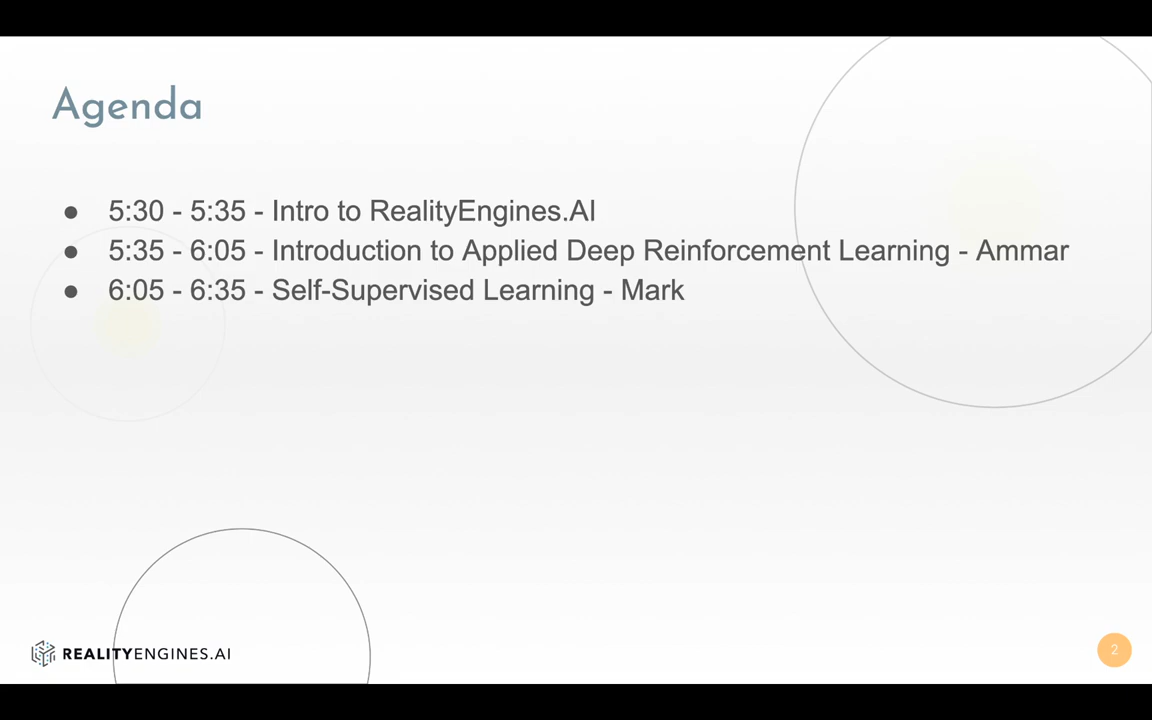 Agenda
● 5:30 - 5:35 - Intro to RealityEngines.AI
● 5:35 - 6:05 - Introduction to Applied Deep Reinforcement Learning - Ammar
● 6:05 - 6:35 - Self-Supervised Learning - Mark
REALITYENGINES.AI
2